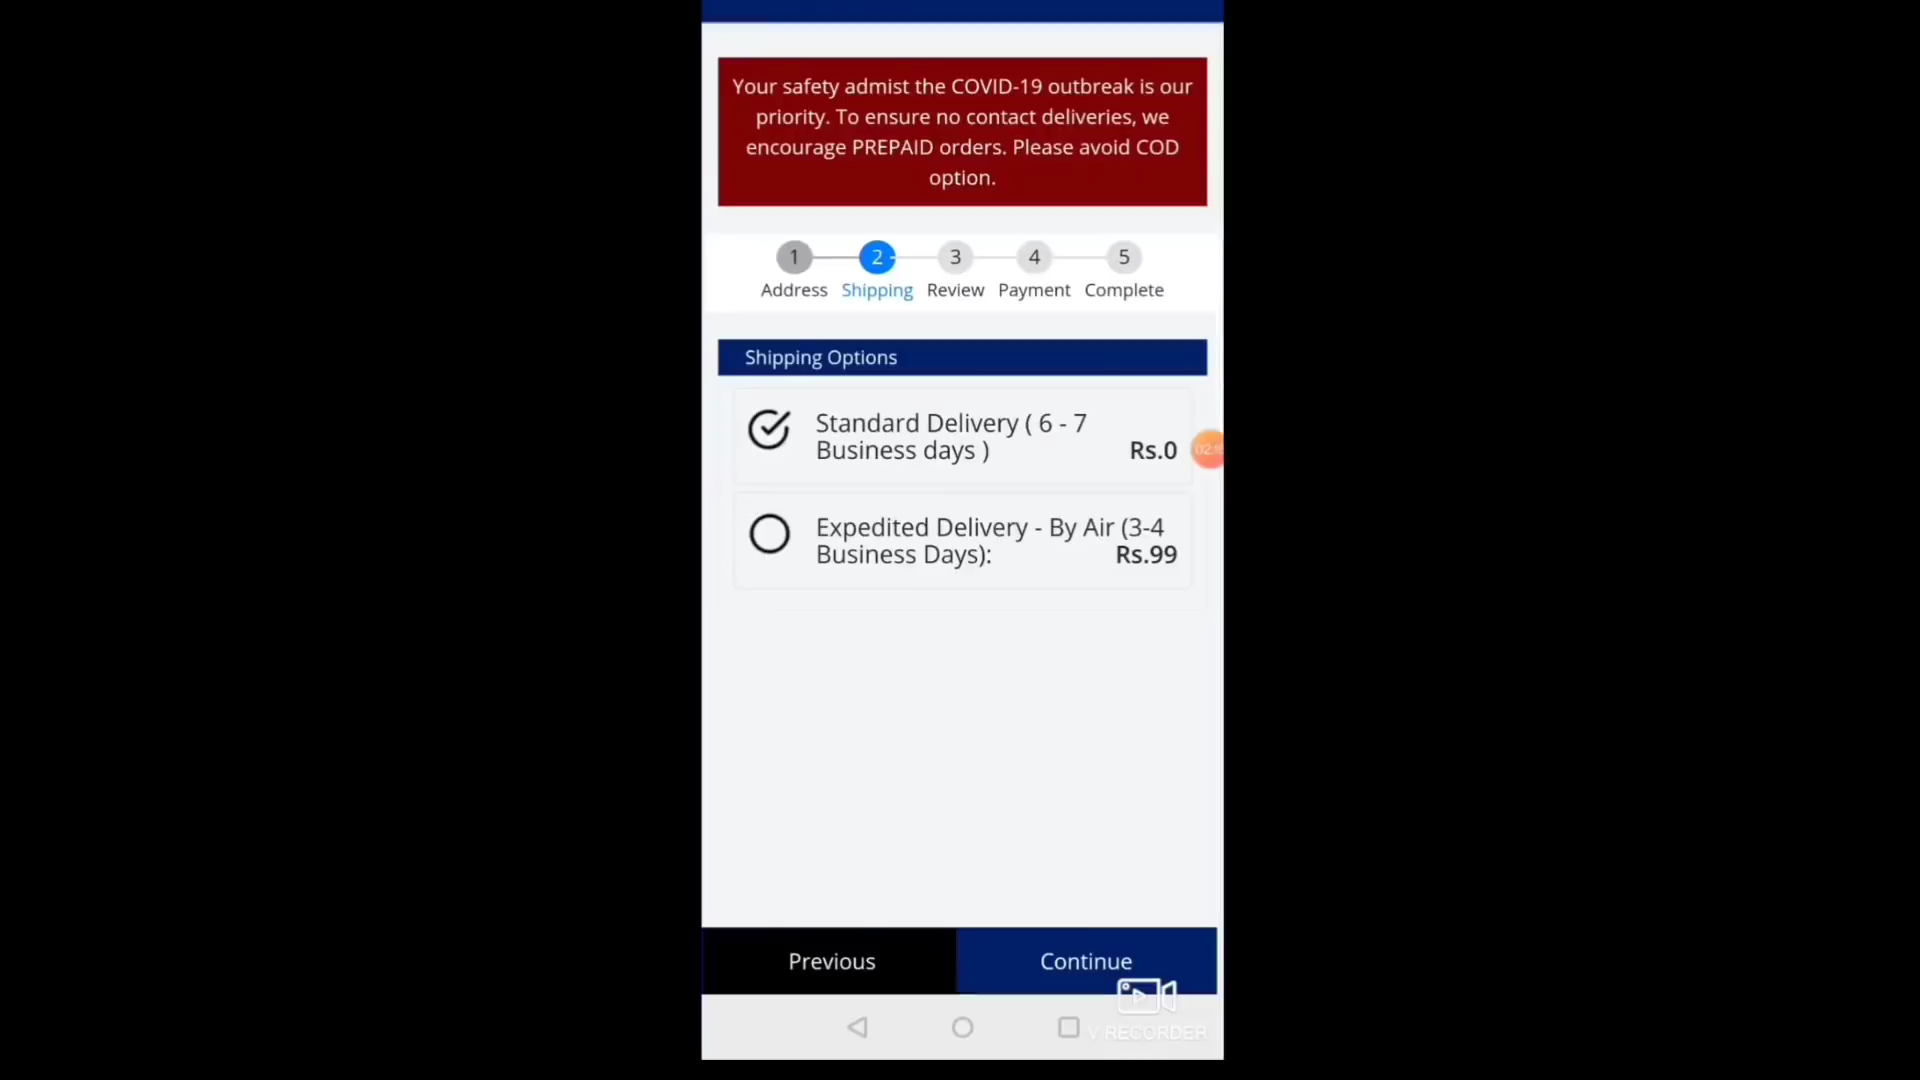 Your safety admist the COVID-19 outbreak is our
priority. To ensure no contact deliveries, we
encourage PREPAID orders. Please avoid COD
option.
1 2 3 4 5
Address Shipping Review Payment Complete
Shipping Options
Standard Delivery ( 6 - 7
Business days ) Rs.0
Expedited Delivery - By Air (3-4
Business Days): Rs.99
Previous Continue
V RECORDER